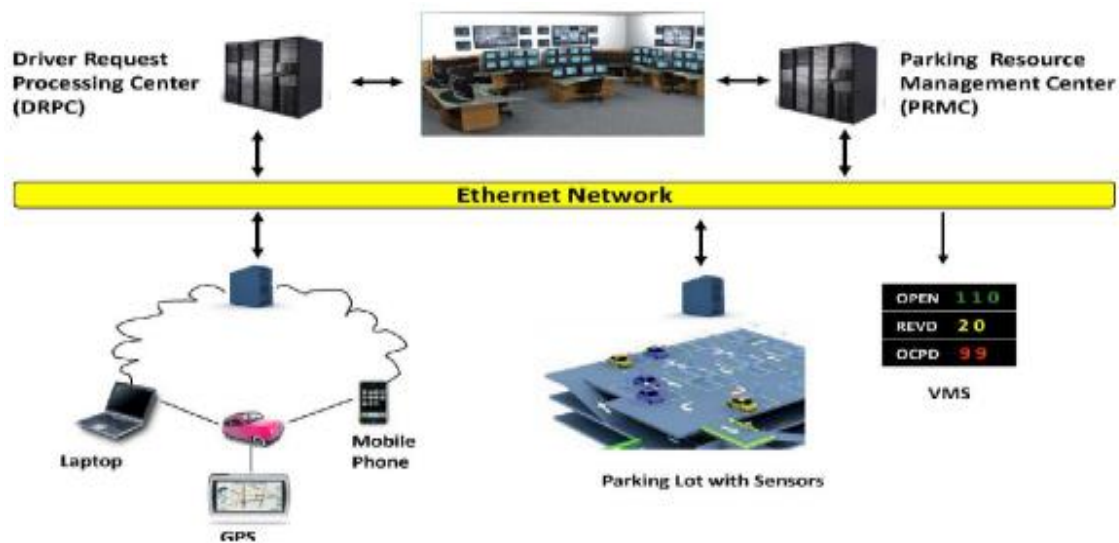 Driver Request
Processing Center
(DRPC)
Parking Resource
Management Center
(PRMC)
Ethernet Network
OPEN 110
REVD 20
OCPD 99
VMS
Laptop
Mobile
Phone
GPS
Parking Lot with Sensors